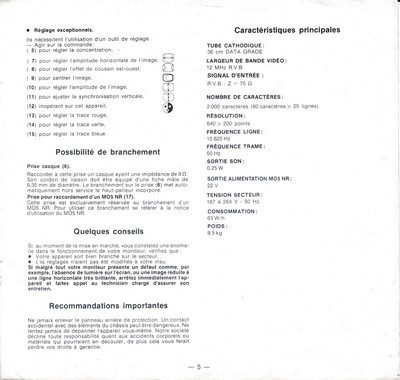 ● Réglage exceptionnels.
Ils nécessitent l'utilisation d'un outil de réglage.
— Agir sur la commande:
( 5) pour régler la concentration,
( 7) pour régler l'amplitude horizontale de l'image,
( 8) pour régler l'effet de coussin est-ouest.
( 9) pour centrer l'image,
(10) pour régler l'amplitude de l'image,
(11) pour ajuster la synchronisation verticale,
(12) inopérant sur cet appareil,
(13) pour régler la trace rouge,
(14) pour régler la trace verte,
(15) pour régler la trace bleue.
Possibilité de branchement
Prise casque (6).
Raccorder à cette prise un casque ayant une impédance de 8 Ω.
Son cordon de liaison doit être équipé d'une fiche mâle de
6,35 mm de diamètre. Le branchement sur la prise (6) met auto-
matiquement hors service le haut-parleur incorporé.
Prise pour raccordement d'un MO5 NR (17).
Cette prise est exclusivement réservée au branchement d'un
MO5 NR. Pour utiliser ce branchement se référer à la notice
d'utilisation du MO5 NR.
Quelques conseils
Si, au moment de la mise en marche, vous constatez une anoma-
lie dans le fonctionnement de votre moniteur, vérifiez que:
● Votre appareil soit bien branché sur le secteur.
● Les réglages n'aient pas été modifiés à votre insu.
Si malgré tout votre moniteur présente un défaut comme, par
exemple, l'absence de lumière sur l'écran, ou une image réduite à
une ligne horizontale très brillante, arrêtez immédiatement l'ap-
pareil et faites appel au technicien chargé d'assurer son
entretien.
Recommandations importantes
Ne jamais enlever le panneau arrière de protection. Un contact
accidentel avec des éléments du châssis peut être dangereux. Ne
tentez jamais de dépanner l'appareil vous-même. Notre société
décline toute responsabilité quant aux accidents corporels ou
matériels qui pourraient en découler, de plus cela vous ferait
perdre vos droits à garantie.
Caractéristiques principales
TUBE CATHODIQUE:
36 cm DATA GRADE
LARGEUR DE BANDE VIDÉO:
12 MHz R.V.B.
SIGNAL D'ENTRÉE :
R.V.B.: Z = 75 Ω
NOMBRE DE CARACTÈRES:
2 000 caractères (80 caractères × 25 lignes)
RÉSOLUTION:
640 × 200 points
FRÉQUENCE LIGNE:
15 625 Hz
FRÉQUENCE TRAME:
50 Hz
SORTIE SON:
0,25 W
SORTIE ALIMENTATION MO5 NR:
22 V
TENSION SECTEUR:
187 à 264 V - 50 Hz
CONSOMMATION:
63 W/h
POIDS:
9,5 kg
— 5 —